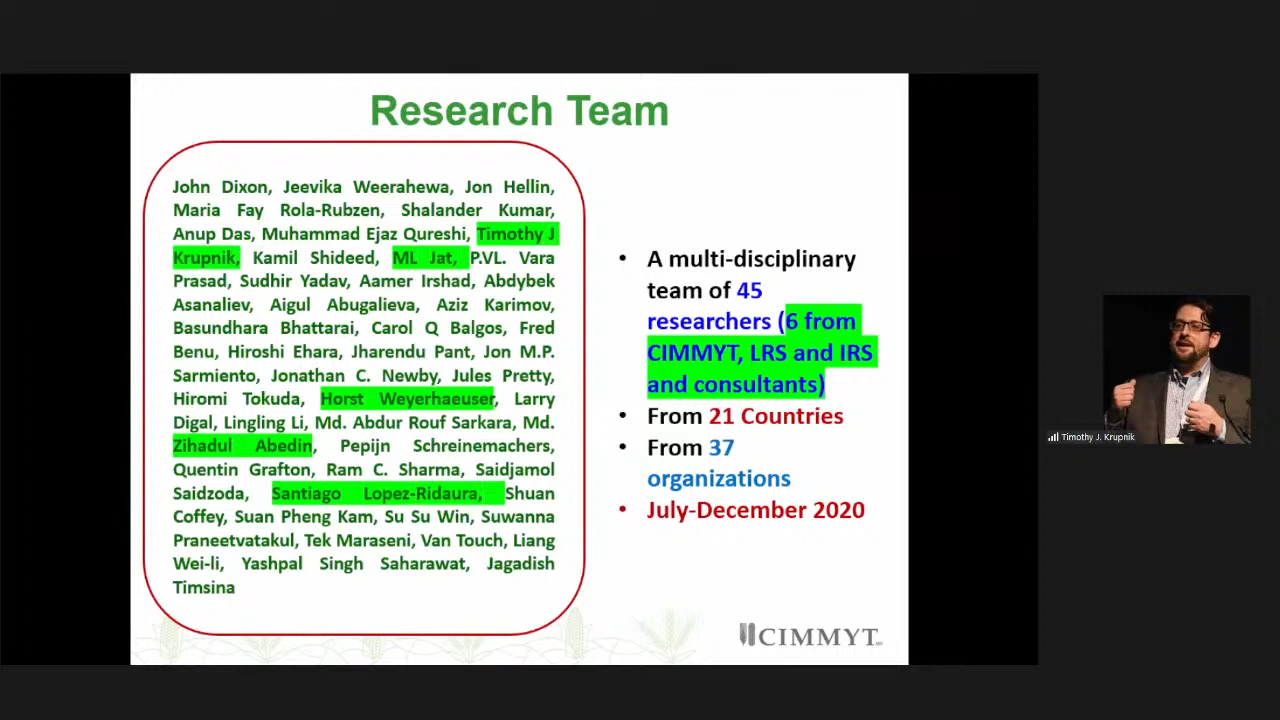 Research Team
John Dixon, Jeevika Weerahewa, Jon Hellin,
Maria Fay Rola-Rubzen, Shalander Kumar,
Anup Das, Muhammad Ejaz Qureshi, Timothy J
Krupnik, Kamil Shideed, ML Jat, P.VL. Vara
Prasad, Sudhir Yadav, Aamer Irshad, Abdybek
Asanaliev, Aigul Abugalieva, Aziz Karimov,
Basundhara Bhattarai, Carol Q Balgos, Fred
Benu, Hiroshi Ehara, Jharendu Pant, Jon M.P.
Sarmiento, Jonathan C. Newby, Jules Pretty,
Hiromi Tokuda, Horst Weyerhaeuser, Larry
Digal, Lingling Li, Md. Abdur Rouf Sarkara, Md.
Zihadul Abedin, Pepijn Schreinemachers,
Quentin Grafton, Ram C. Sharma, Saidjamol
Saidzoda, Santiago Lopez-Ridaura, Shuan
Coffey, Suan Pheng Kam, Su Su Win, Suwanna
Praneetvatakul, Tek Maraseni, Van Touch, Liang
Wei-li, Yashpal Singh Saharawat, Jagadish
Timsina
• A multi-disciplinary
team of 45
researchers (6 from
CIMMYT, LRS and IRS
and consultants)
• From 21 Countries
• From 37
organizations
• July-December 2020
CIMMYT
Timothy J. Krupnik